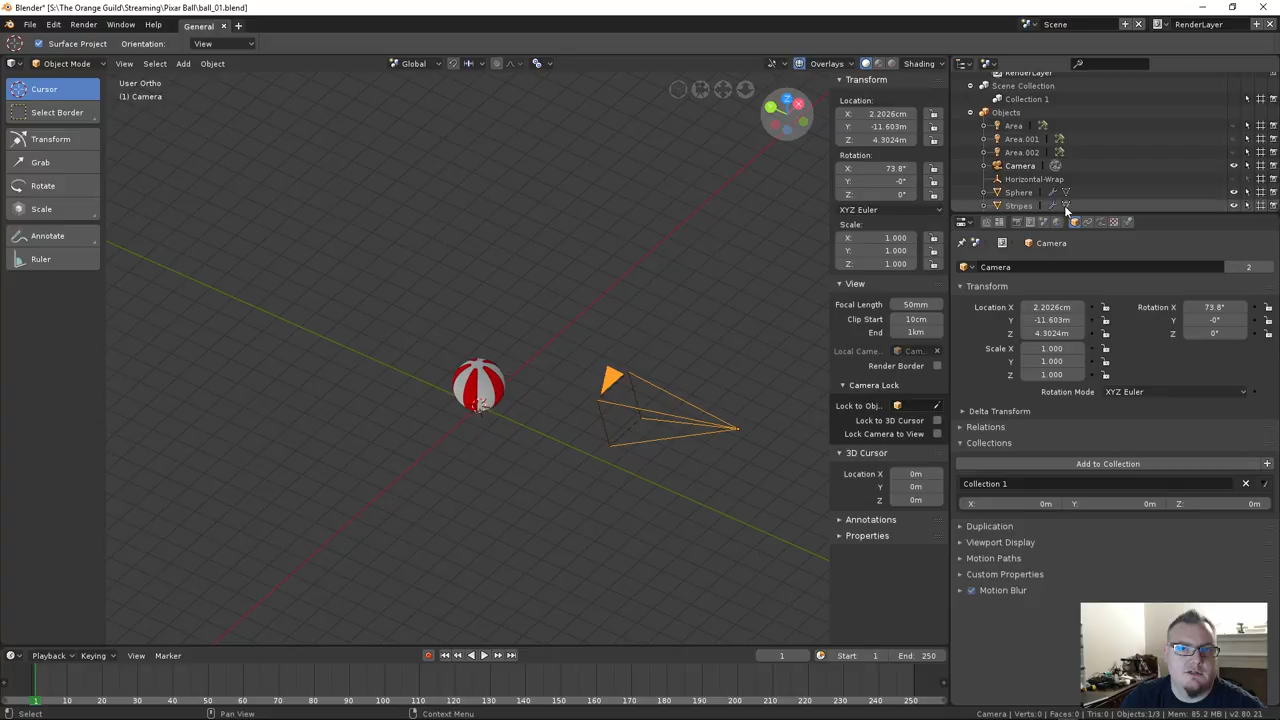 Blender* [S:\The Orange Guild\Streaming\Pixar Ball\ball_01.blend]
File Edit Render Window Help General Scene RenderLayer
Surface Project Orientation: View
Object Mode View Select Add Object Global Overlays Shading
Cursor
Select Border
Transform
Grab
Rotate
Scale
Annotate
Ruler
User Ortho
(1) Camera
Transform
Location:
X: 2.2026cm
Y: -11.603m
Z: 4.3024m
Rotation:
X: 73.8°
Y: -0°
Z: 0°
XYZ Euler
Scale:
X: 1.000
Y: 1.000
Z: 1.000
View
Focal Length 50mm
Clip Start 10cm
End 1km
Local Came.. Cam..
Render Border
Camera Lock
Lock to Obj..
Lock to 3D Cursor
Lock Camera to View
3D Cursor
Location X 0m
Y 0m
Z 0m
Annotations
Properties
RenderLayer
Scene Collection
Collection 1
Objects
Area
Area.001
Area.002
Camera
Horizontal-Wrap
Sphere
Stripes
Camera
Camera 2
Transform
Location X 2.2026cm Rotation X 73.8°
Y -11.603m Y -0°
Z 4.3024m Z 0°
Scale X 1.000
Y 1.000
Z 1.000
Rotation Mode XYZ Euler
Delta Transform
Relations
Collections
Add to Collection
Collection 1
X: 0m Y: 0m Z: 0m
Duplication
Viewport Display
Motion Paths
Custom Properties
Motion Blur
Playback Keying View Marker 1 Start: 1 End: 250
1 10 20 30 40 50 60 70 80 90 100 110 120 130 140 150 160 170 180 190 200 210 220 230 240 250
Select Pan View Context Menu Camera | Verts:0 | Faces:0 | Tris:0 | Objects:1/3 | Mem: 85.2 MB | v2.80.21